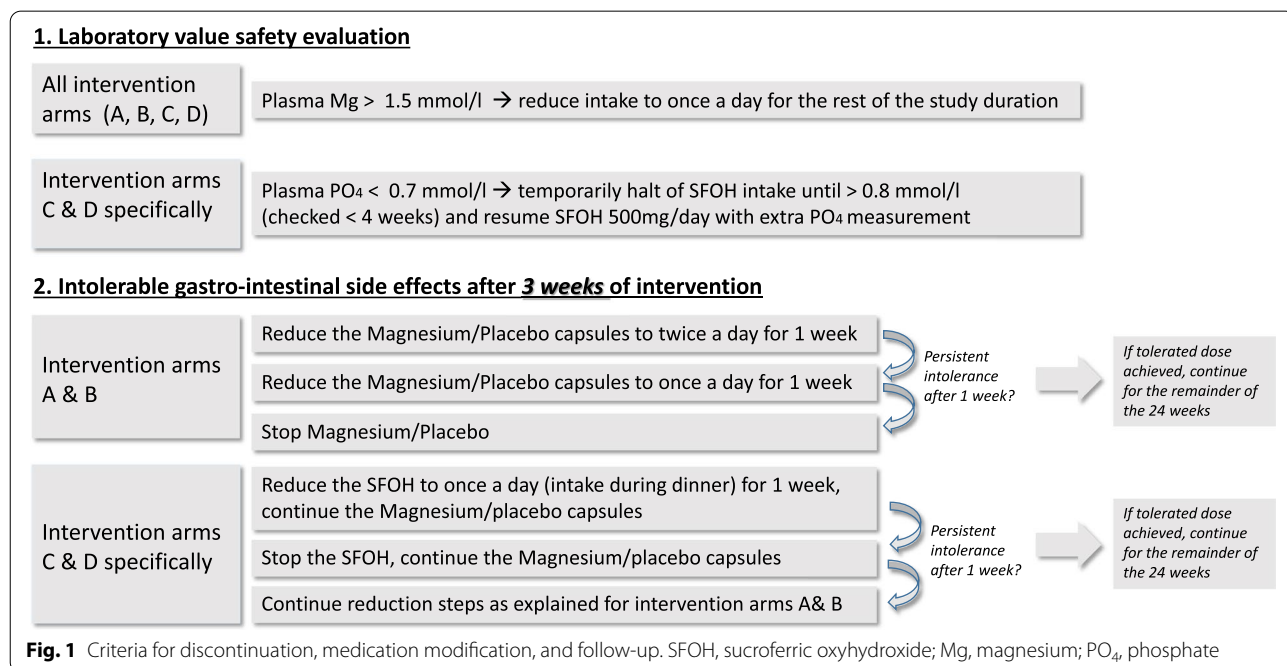 1. Laboratory value safety evaluation
All intervention
arms (A, B, C, D)
Plasma Mg > 1.5 mmol/l → reduce intake to once a day for the rest of the study duration
Intervention arms
C & D specifically
Plasma PO4 < 0.7 mmol/l → temporarily halt of SFOH intake until > 0.8 mmol/l
(checked < 4 weeks) and resume SFOH 500mg/day with extra PO4 measurement
2. Intolerable gastro-intestinal side effects after 3 weeks of intervention
Intervention arms
A & B
Reduce the Magnesium/Placebo capsules to twice a day for 1 week
Reduce the Magnesium/Placebo capsules to once a day for 1 week
Stop Magnesium/Placebo
Persistent
intolerance
after 1 week?
If tolerated dose
achieved, continue
for the remainder of
the 24 weeks
Intervention arms
C & D specifically
Reduce the SFOH to once a day (intake during dinner) for 1 week,
continue the Magnesium/placebo capsules
Stop the SFOH, continue the Magnesium/placebo capsules
Continue reduction steps as explained for intervention arms A& B
Persistent
intolerance
after 1 week?
If tolerated dose
achieved, continue
for the remainder of
the 24 weeks
Fig. 1 Criteria for discontinuation, medication modification, and follow-up. SFOH, sucroferric oxyhydroxide; Mg, magnesium; PO4, phosphate